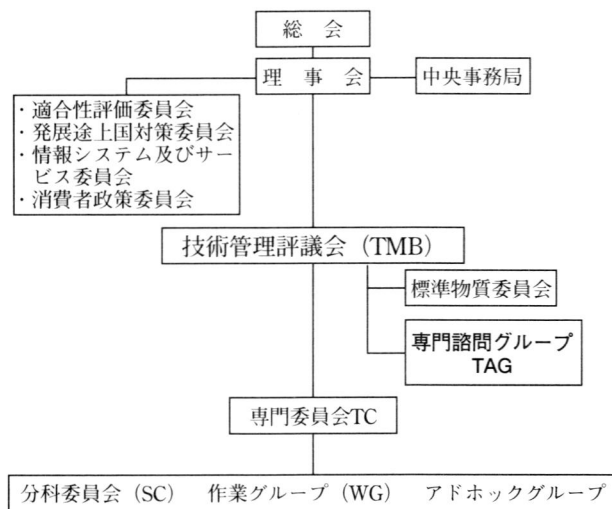 総 会
理 事 会
中央事務局
・適合性評価委員会
・発展途上国対策委員会
・情報システム及びサー
ビス委員会
・消費者政策委員会
技術管理評議会（TMB）
標準物質委員会
専門諮問グループ
TAG
専門委員会TC
分科委員会（SC） 作業グループ（WG） アドホックグループ